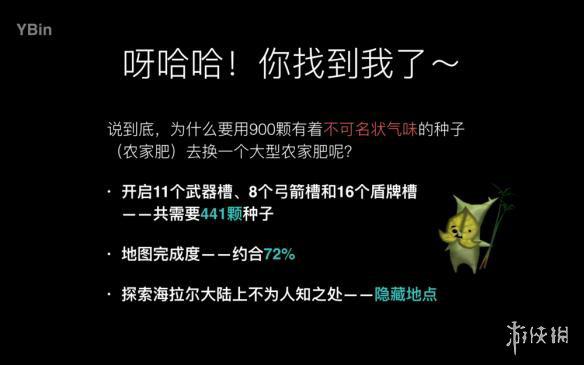 YBin
呀哈哈！你找到我了～
说到底，为什么要用900颗有着不可名状气味的种子
（农家肥）去换一个大型农家肥呢？
· 开启11个武器槽、8个弓箭槽和16个盾牌槽
——共需要441颗种子
· 地图完成度——约合72%
· 探索海拉尔大陆上不为人知之处——隐藏地点
游侠网